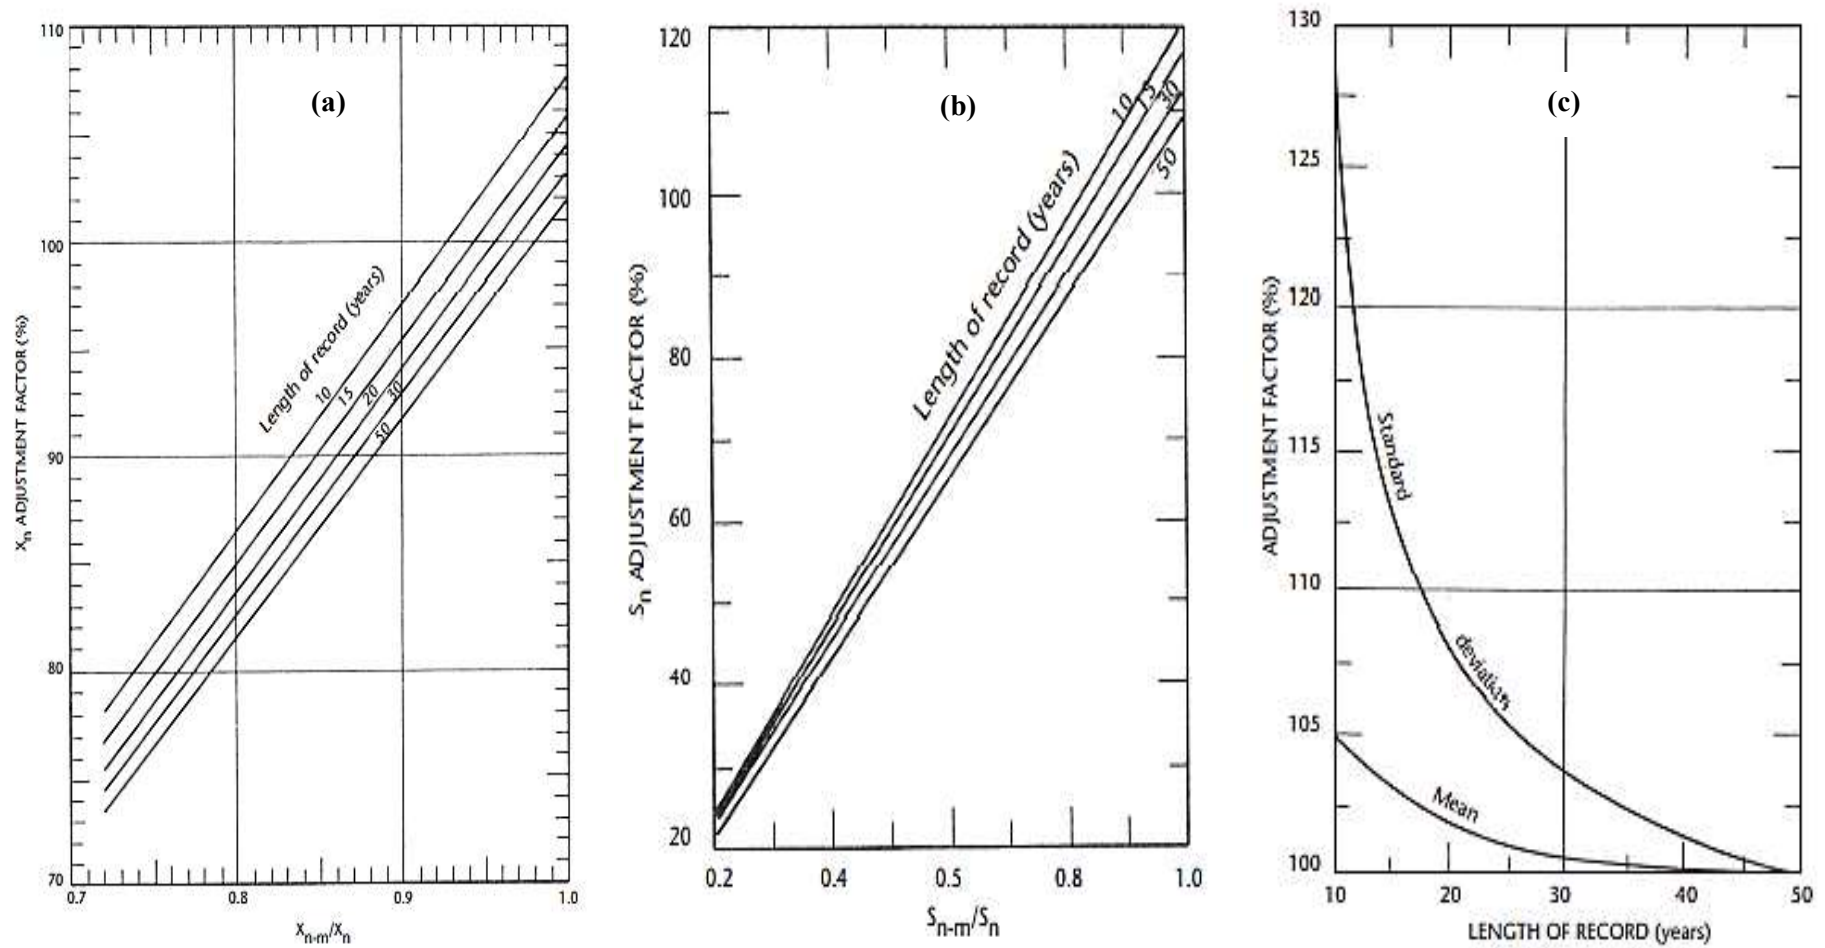 (a)
110
100
90
80
70
Xn ADJUSTMENT FACTOR (%)
Length of record (years)
10
15
20
30
50
0.7
0.8
0.9
1.0
Xn-m/Xn
(b)
120
100
80
60
40
20
Sn ADJUSTMENT FACTOR (%)
Length of record (years)
10
15
30
50
0.2
0.4
0.5
0.8
1.0
Sn-m/Sn
(c)
130
125
120
115
110
105
100
ADJUSTMENT FACTOR (%)
Standard
deviation
Mean
10
20
30
40
50
LENGTH OF RECORD (years)